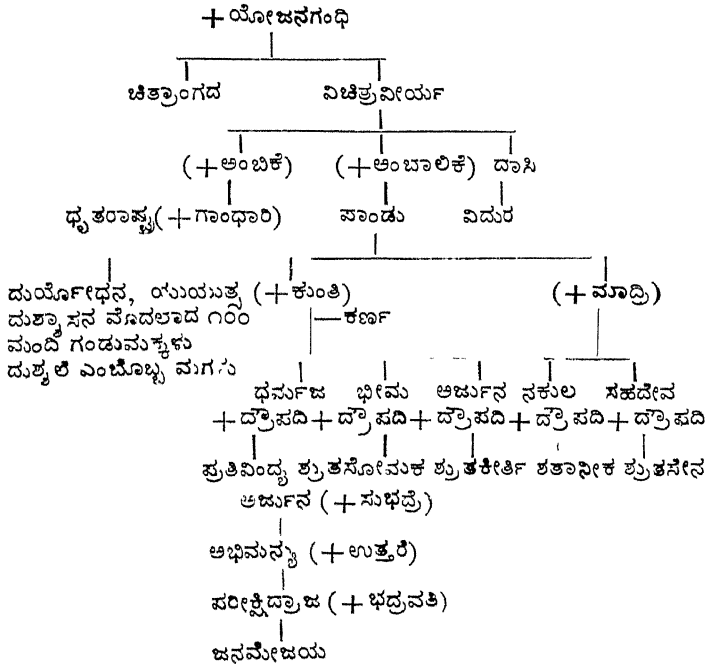 + ಯೋಜನಗಂಧಿ
ಚಿತ್ರಾಂಗದ ವಿಚಿತ್ರವೀರ್ಯ
(+ಅಂಬಿಕೆ) (+ಅಂಬಾಲಿಕೆ) ದಾಸಿ
ಧೃತರಾಷ್ಟ್ರ(+ಗಾಂಧಾರಿ) ಪಾಂಡು ವಿದುರ
ದುರ್ಯೋಧನ, ಯುಯುತ್ಸ (+ಕುಂತಿ) (+ಮಾದ್ರಿ)
ದುಶ್ಶಾಸನ ಮೊದಲಾದ ೧೦೦ —ಕರ್ಣ
ಮಂದಿ ಗಂಡುಮಕ್ಕಳು
ದುಶ್ಶಲೆ ಎಂಬೊಬ್ಬ ಮಗಳು
ಧರ್ಮಜ ಭೀಮ ಅರ್ಜುನ ನಕುಲ ಸಹದೇವ
+ದ್ರೌಪದಿ + ದ್ರೌಪದಿ + ದ್ರೌಪದಿ + ದ್ರೌಪದಿ + ದ್ರೌಪದಿ
ಪ್ರತಿವಿಂದ್ಯ ಶ್ರುತಸೋಮಕ ಶ್ರುತಕೀರ್ತಿ ಶತಾನೀಕ ಶ್ರುತಸೇನ
ಅರ್ಜುನ (+ಸುಭದ್ರೆ)
ಅಭಿಮನ್ಯು (+ಉತ್ತರೆ)
ಪರೀಕ್ಷಿದ್ರಾಜ (+ಭದ್ರವತಿ)
ಜನಮೇಜಯ